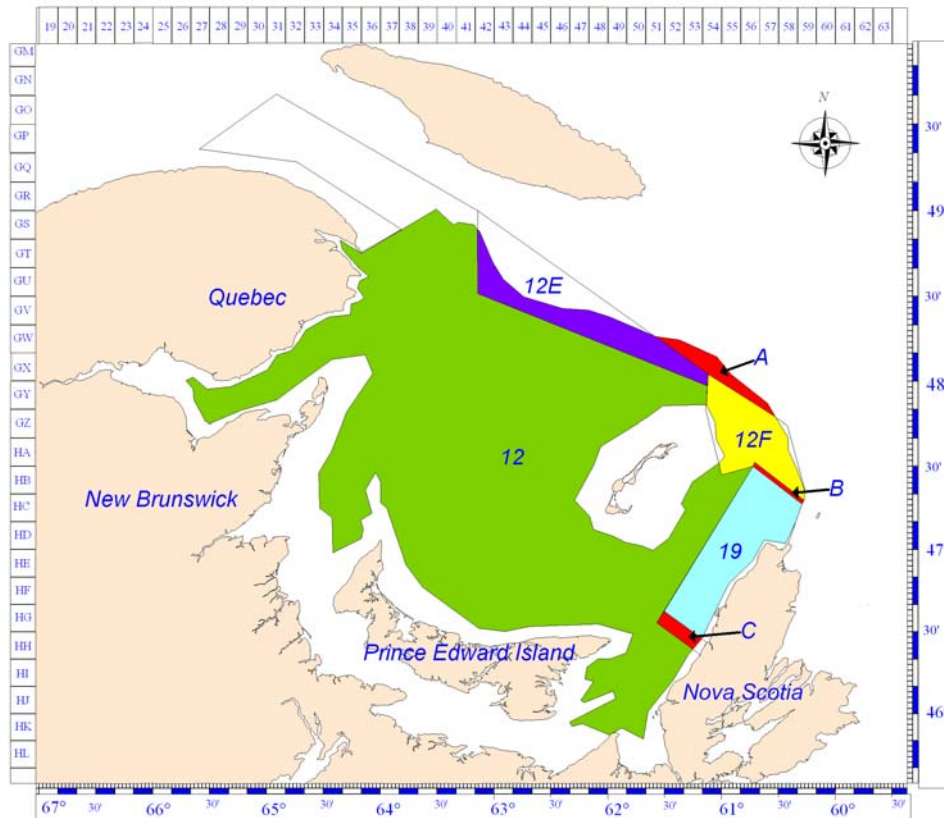 19 20 21 22 23 24 25 26 27 28 29 30 31 32 33 34 35 36 37 38 39 40 41 42 43 44 45 46 47 48 49 50 51 52 53 54 55 56 57 58 59 60 61 62 63
GM
GN
GO
GP
GQ
GR
GS
GT
GU
GV
GW
GX
GY
GZ
HA
HB
HC
HD
HE
HF
HG
HH
HI
HJ
HK
HL
N
30'
49
30'
48
30'
47
30'
46
12E
Quebec
A
12F
12
B
New Brunswick
19
C
Prince Edward Island
Nova Scotia
67° 30' 66° 30' 65° 30' 64° 30' 63° 30' 62° 30' 61° 30' 60° 30'